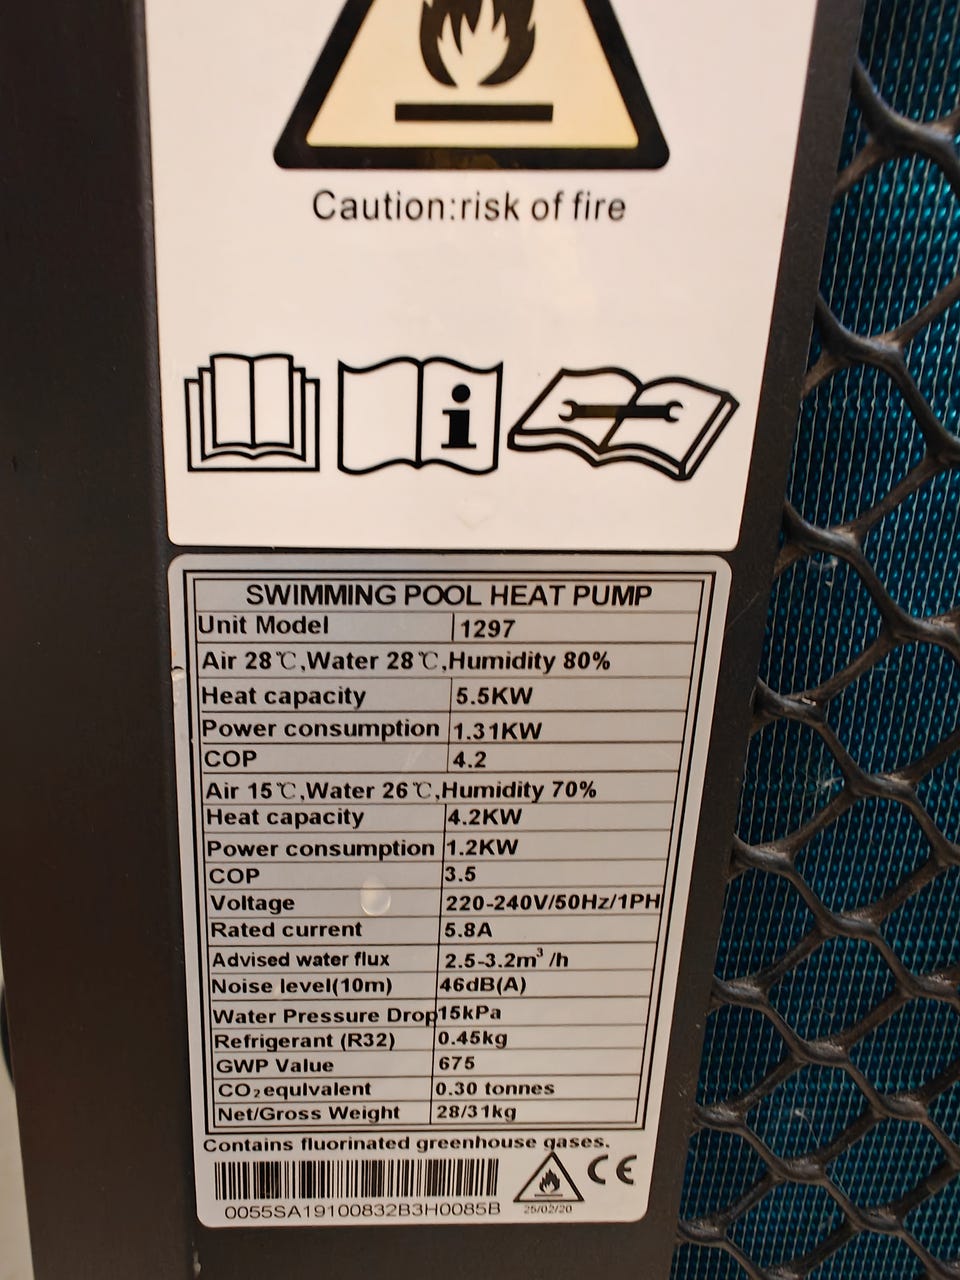 Caution:risk of fire
SWIMMING POOL HEAT PUMP
Unit Model 1297
Air 28℃,Water 28℃,Humidity 80%
Heat capacity 5.5KW
Power consumption 1.31KW
COP 4.2
Air 15℃,Water 26℃,Humidity 70%
Heat capacity 4.2KW
Power consumption 1.2KW
COP 3.5
Voltage 220-240V/50Hz/1PH
Rated current 5.8A
Advised water flux 2.5-3.2m³/h
Noise level(10m) 46dB(A)
Water Pressure Drop 15kPa
Refrigerant (R32) 0.45kg
GWP Value 675
CO₂equlvalent 0.30 tonnes
Net/Gross Weight 28/31kg
Contains fluorinated greenhouse gases.
CE
0055SA19100832B3H0085B 25/02/20